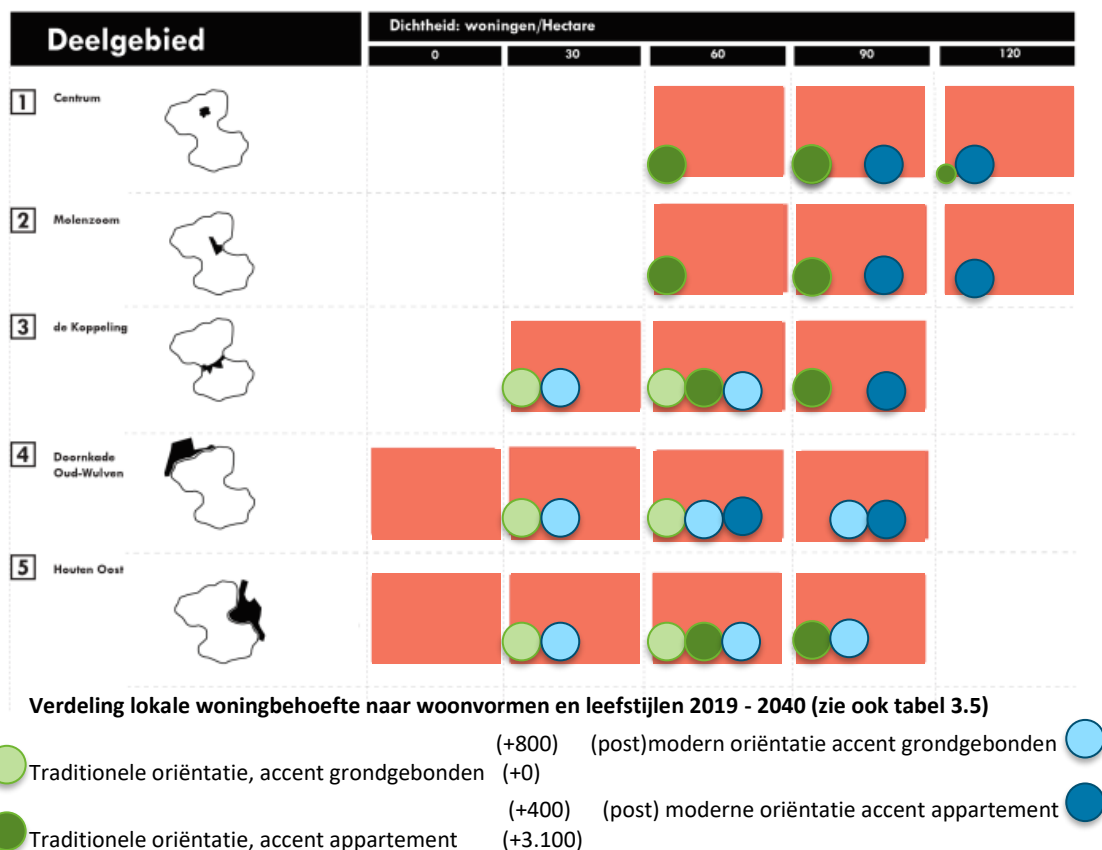 Deelgebied
Dichtheid: woningen/Hectare
0 30 60 90 120
1 Centrum
2 Molenzoom
3 de Koppeling
4 Doornkade
Oud-Wulven
5 Houten Oost
Verdeling lokale woningbehoefte naar woonvormen en leefstijlen 2019 - 2040 (zie ook tabel 3.5)
(+800) (post)modern oriëntatie accent grondgebonden
Traditionele oriëntatie, accent grondgebonden (+0)
(+400) (post) moderne oriëntatie accent appartement
Traditionele oriëntatie, accent appartement (+3.100)